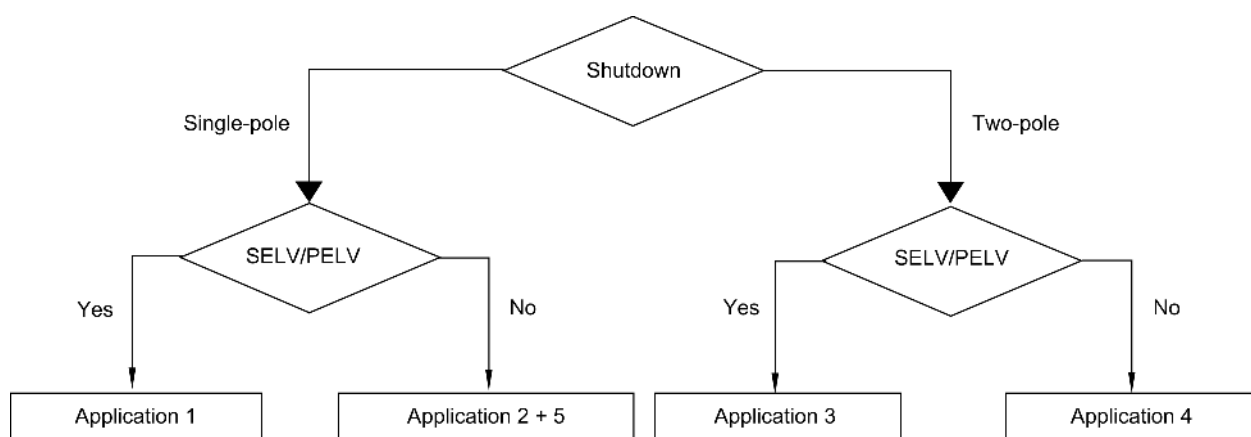 Shutdown
Single-pole
Two-pole
SELV/PELV
SELV/PELV
Yes
No
Yes
No
Application 1
Application 2 + 5
Application 3
Application 4